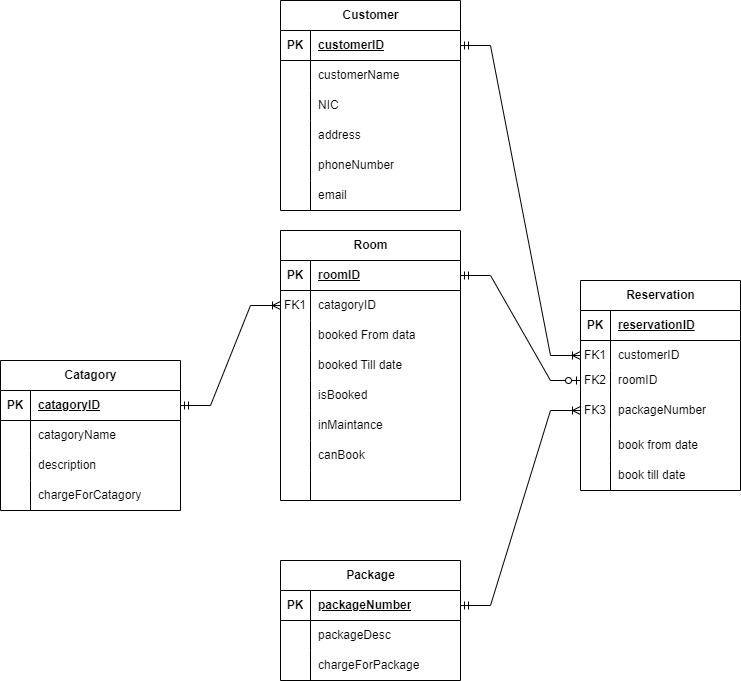 Customer
PK customerID
customerName
NIC
address
phoneNumber
email
Room
PK roomID
FK1 catagoryID
booked From data
booked Till date
isBooked
inMaintance
canBook
Catagory
PK catagoryID
catagoryName
description
chargeForCatagory
Reservation
PK reservationID
FK1 customerID
FK2 roomID
FK3 packageNumber
book from date
book till date
Package
PK packageNumber
packageDesc
chargeForPackage